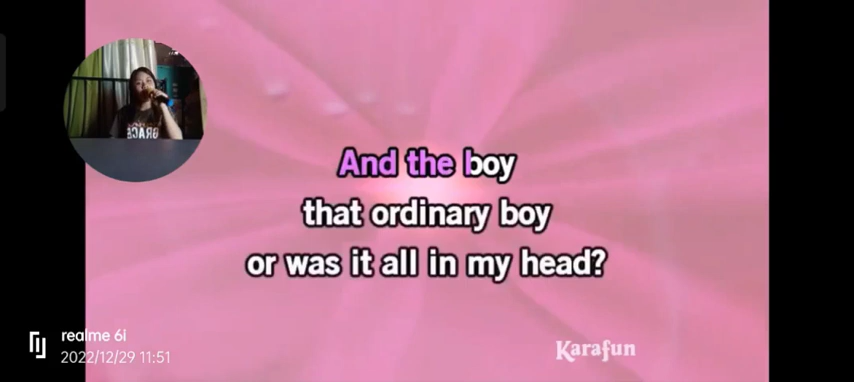 And the boy
that ordinary boy
or was it all in my head?
realme 6i
2022/12/29 11:51
Karafun